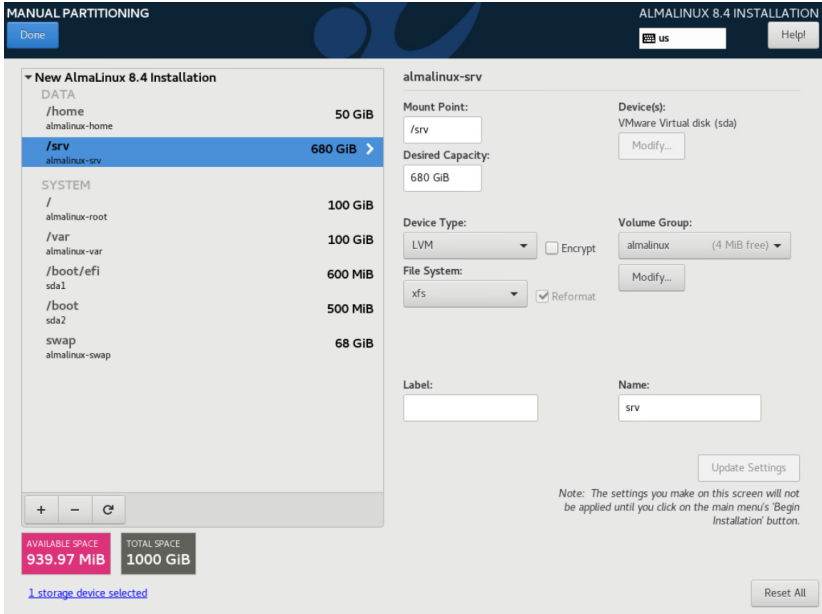 MANUAL PARTITIONING
Done
ALMALINUX 8.4 INSTALLATION
us
Help!
New AlmaLinux 8.4 Installation
DATA
/home
almalinux-home
50 GiB
/srv
almalinux-srv
680 GiB
SYSTEM
/
almalinux-root
100 GiB
/var
almalinux-var
100 GiB
/boot/efi
sda1
600 MiB
/boot
sda2
500 MiB
swap
almalinux-swap
68 GiB
+ −
AVAILABLE SPACE
939.97 MiB
TOTAL SPACE
1000 GiB
1 storage device selected
almalinux-srv
Mount Point:
/srv
Desired Capacity:
680 GiB
Device(s):
VMware Virtual disk (sda)
Modify...
Device Type:
LVM
Encrypt
File System:
xfs
Reformat
Volume Group:
almalinux (4 MiB free)
Modify...
Label:
Name:
srv
Update Settings
Note: The settings you make on this screen will not
be applied until you click on the main menu's 'Begin
Installation' button.
Reset All